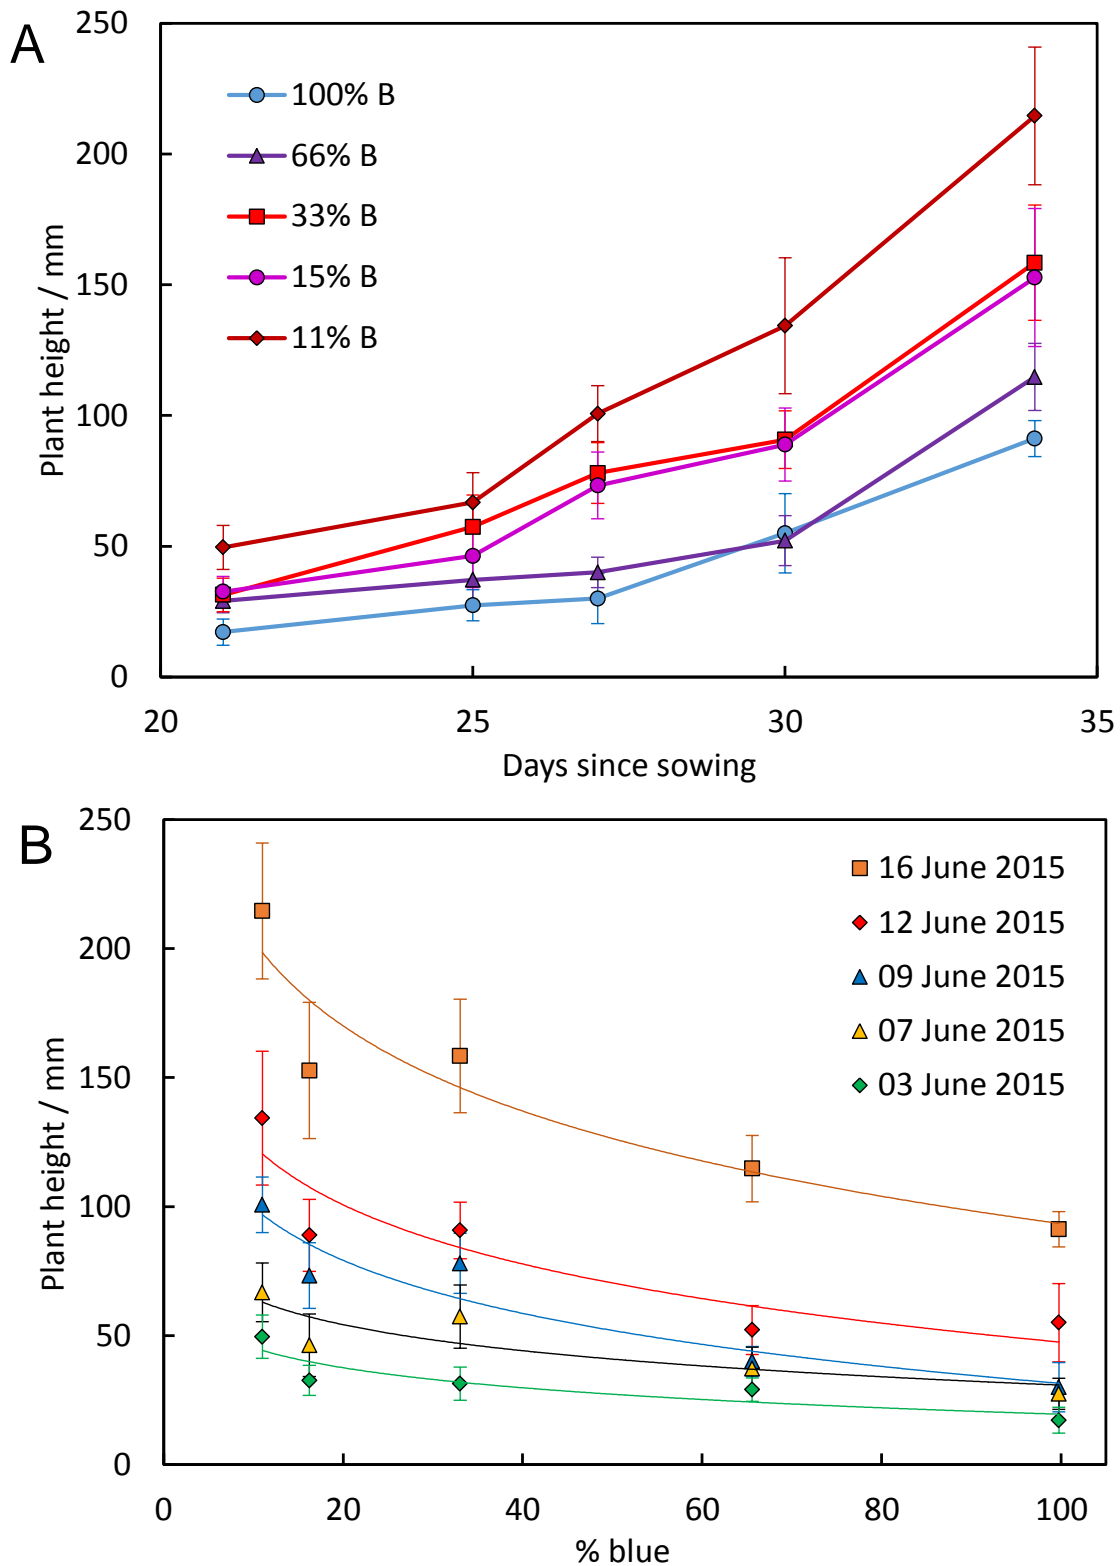 A
250
200
150
100
50
0
Plant height / mm
100% B
66% B
33% B
15% B
11% B
20
25
30
35
Days since sowing
B
250
200
150
100
50
0
Plant height / mm
16 June 2015
12 June 2015
09 June 2015
07 June 2015
03 June 2015
0
20
40
60
80
100
% blue